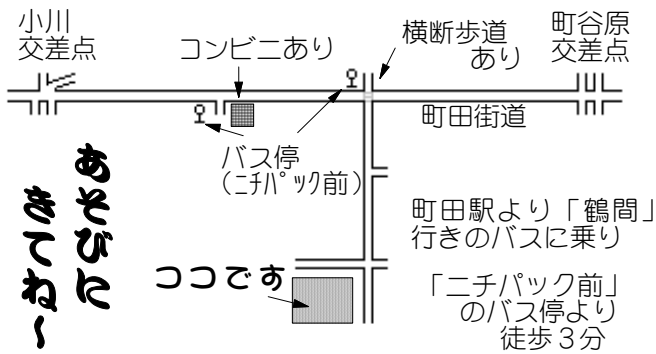 小川
交差点
コンビニあり
横断歩道
あり
町谷原
交差点
町田街道
バス停
（ﾆﾁﾊﾟｯｸ前）
あそびに
きてね～
ココです
町田駅より「鶴間」
行きのバスに乗り
「ニチパック前」
のバス停より
徒歩３分